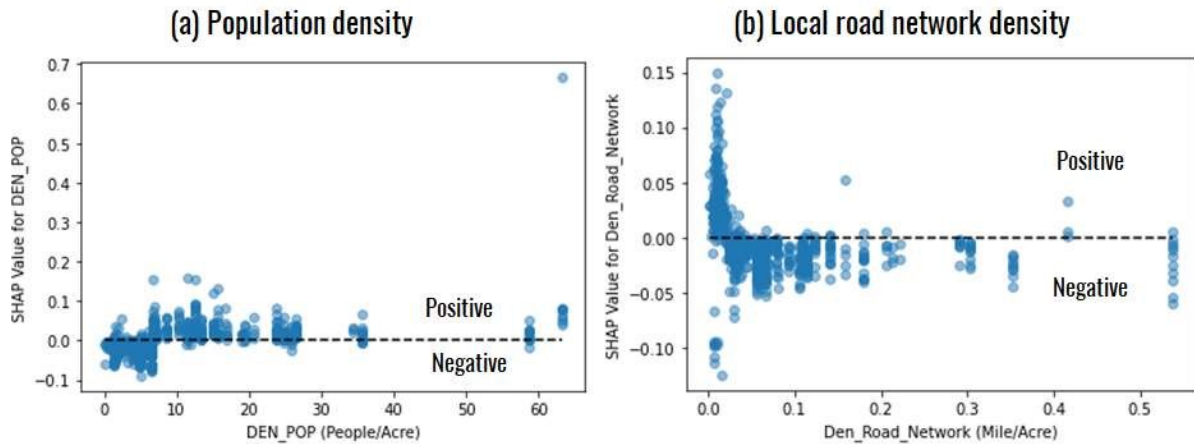 (a) Population density
0.7
0.6
0.5
0.4
0.3
0.2
0.1
0.0
−0.1
SHAP Value for DEN_POP
Positive
Negative
0 10 20 30 40 50 60
DEN_POP (People/Acre)
(b) Local road network density
0.15
0.10
0.05
0.00
−0.05
−0.10
SHAP Value for Den_Road_Network
Positive
Negative
0.0 0.1 0.2 0.3 0.4 0.5
Den_Road_Network (Mile/Acre)